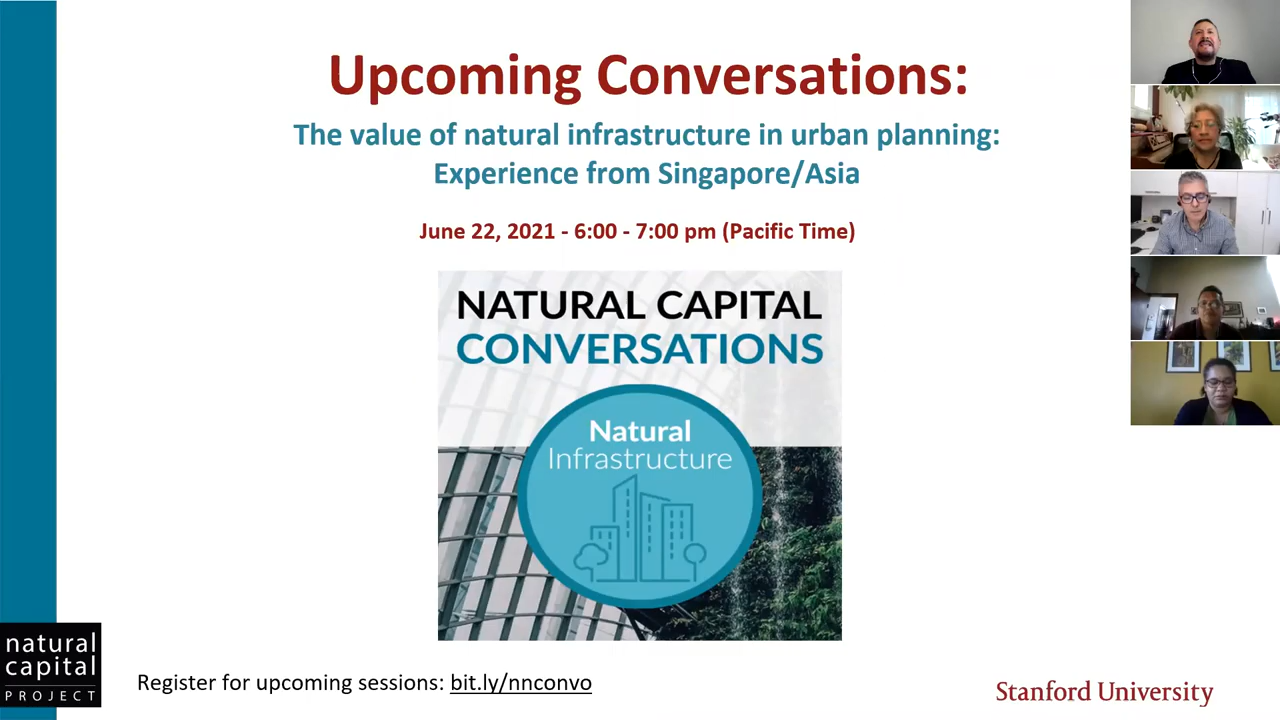 Upcoming Conversations:
The value of natural infrastructure in urban planning:
Experience from Singapore/Asia
June 22, 2021 - 6:00 - 7:00 pm (Pacific Time)
NATURAL CAPITAL
CONVERSATIONS
Natural
Infrastructure
natural
capital
PROJECT
Register for upcoming sessions: bit.ly/nnconvo
Stanford University